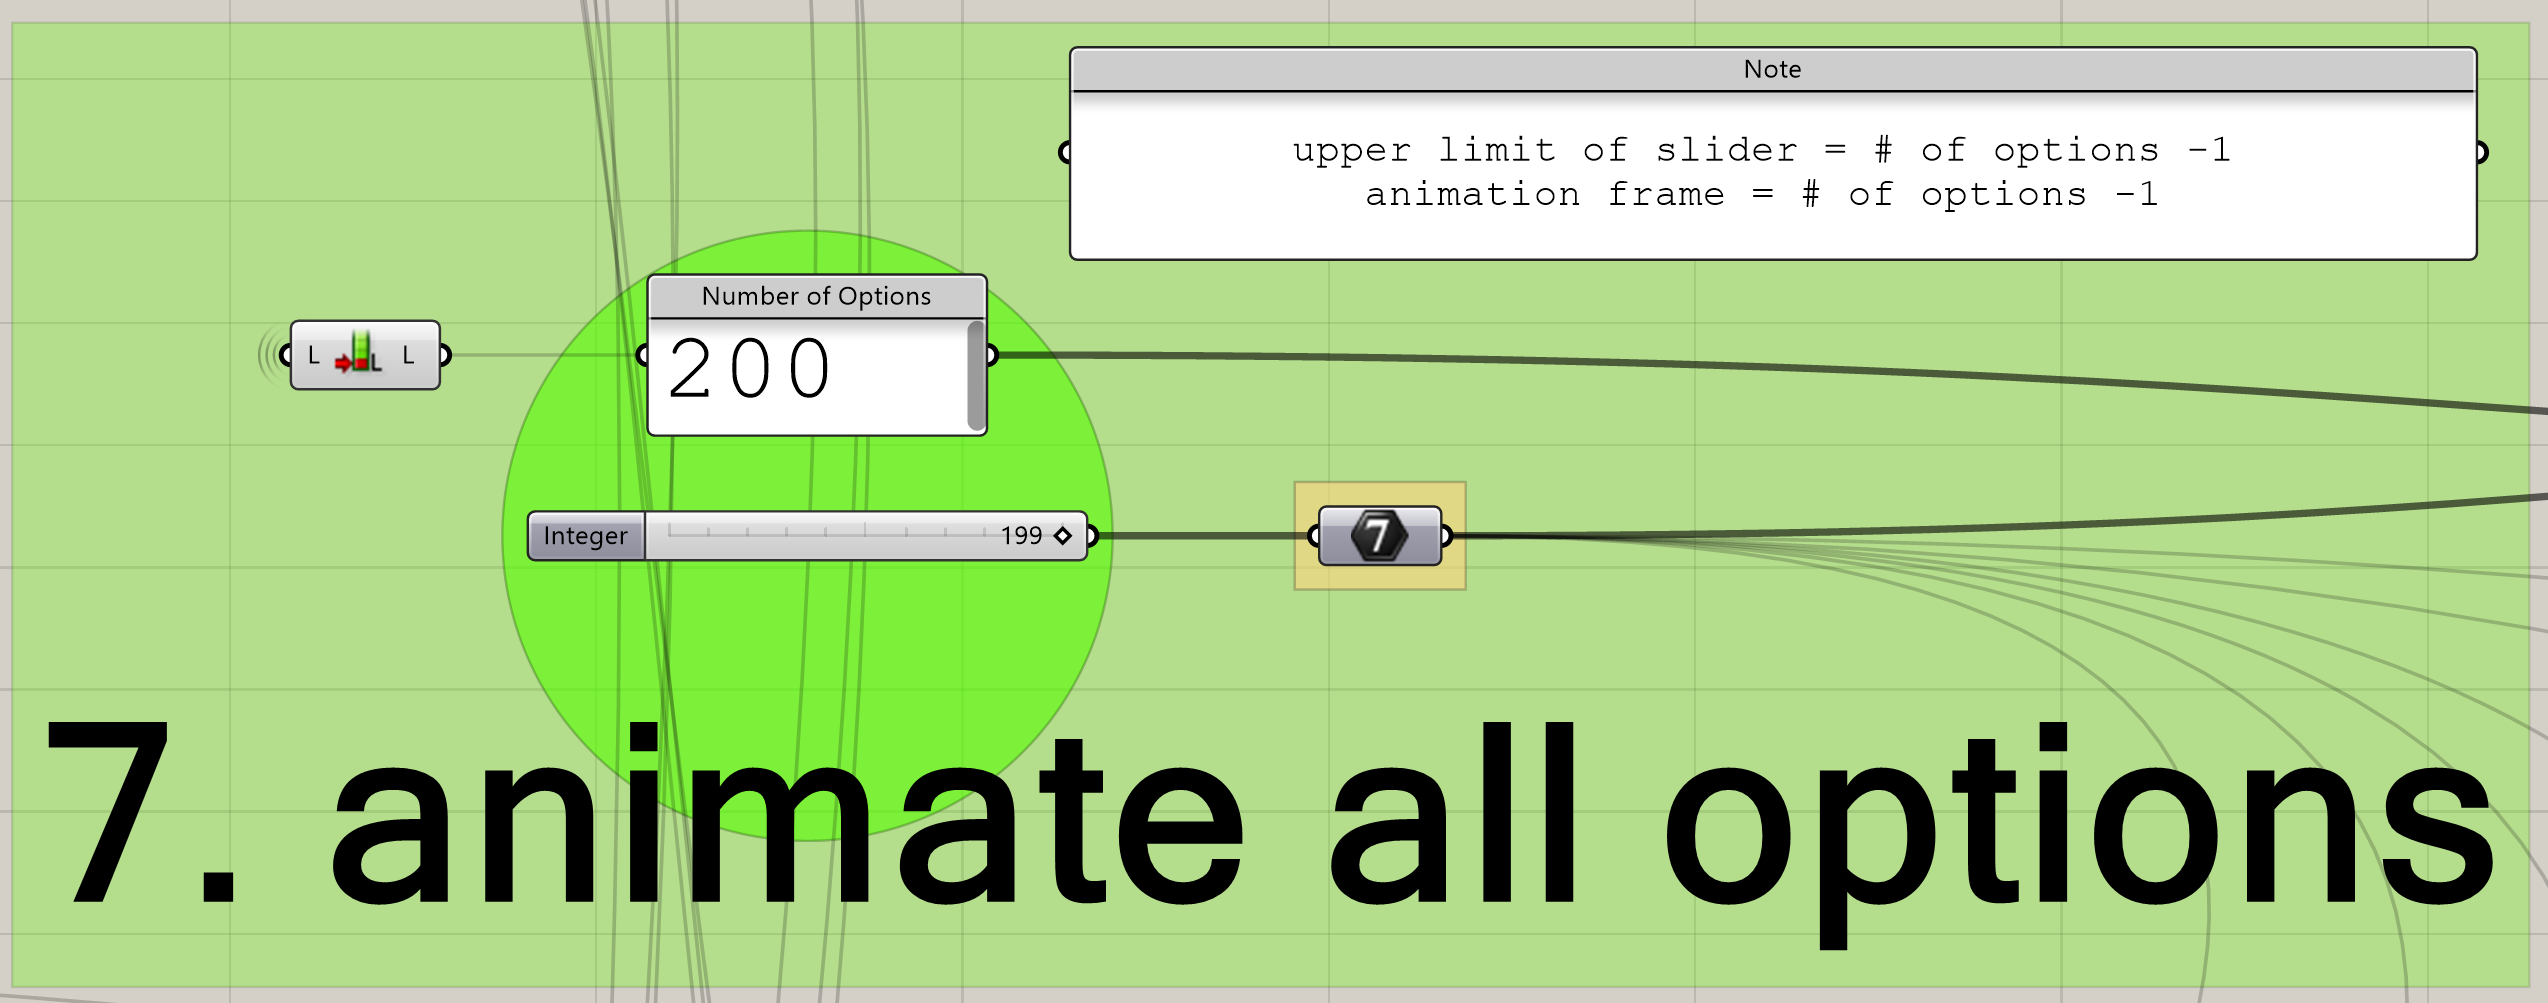 Note
upper limit of slider = # of options -1
animation frame = # of options -1
Number of Options
L L L
200
Integer 199
7
7. animate all options